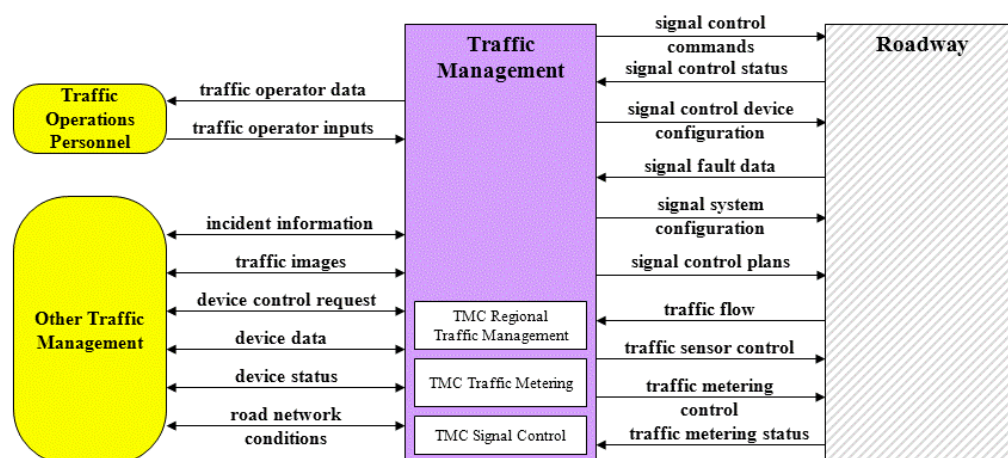 Traffic
Operations
Personnel
traffic operator data
traffic operator inputs
Other Traffic
Management
incident information
traffic images
device control request
device data
device status
road network
conditions
Traffic
Management
TMC Regional
Traffic Management
TMC Traffic Metering
TMC Signal Control
signal control
commands
signal control status
signal control device
configuration
signal fault data
signal system
configuration
signal control plans
traffic flow
traffic sensor control
traffic metering
control
traffic metering status
Roadway